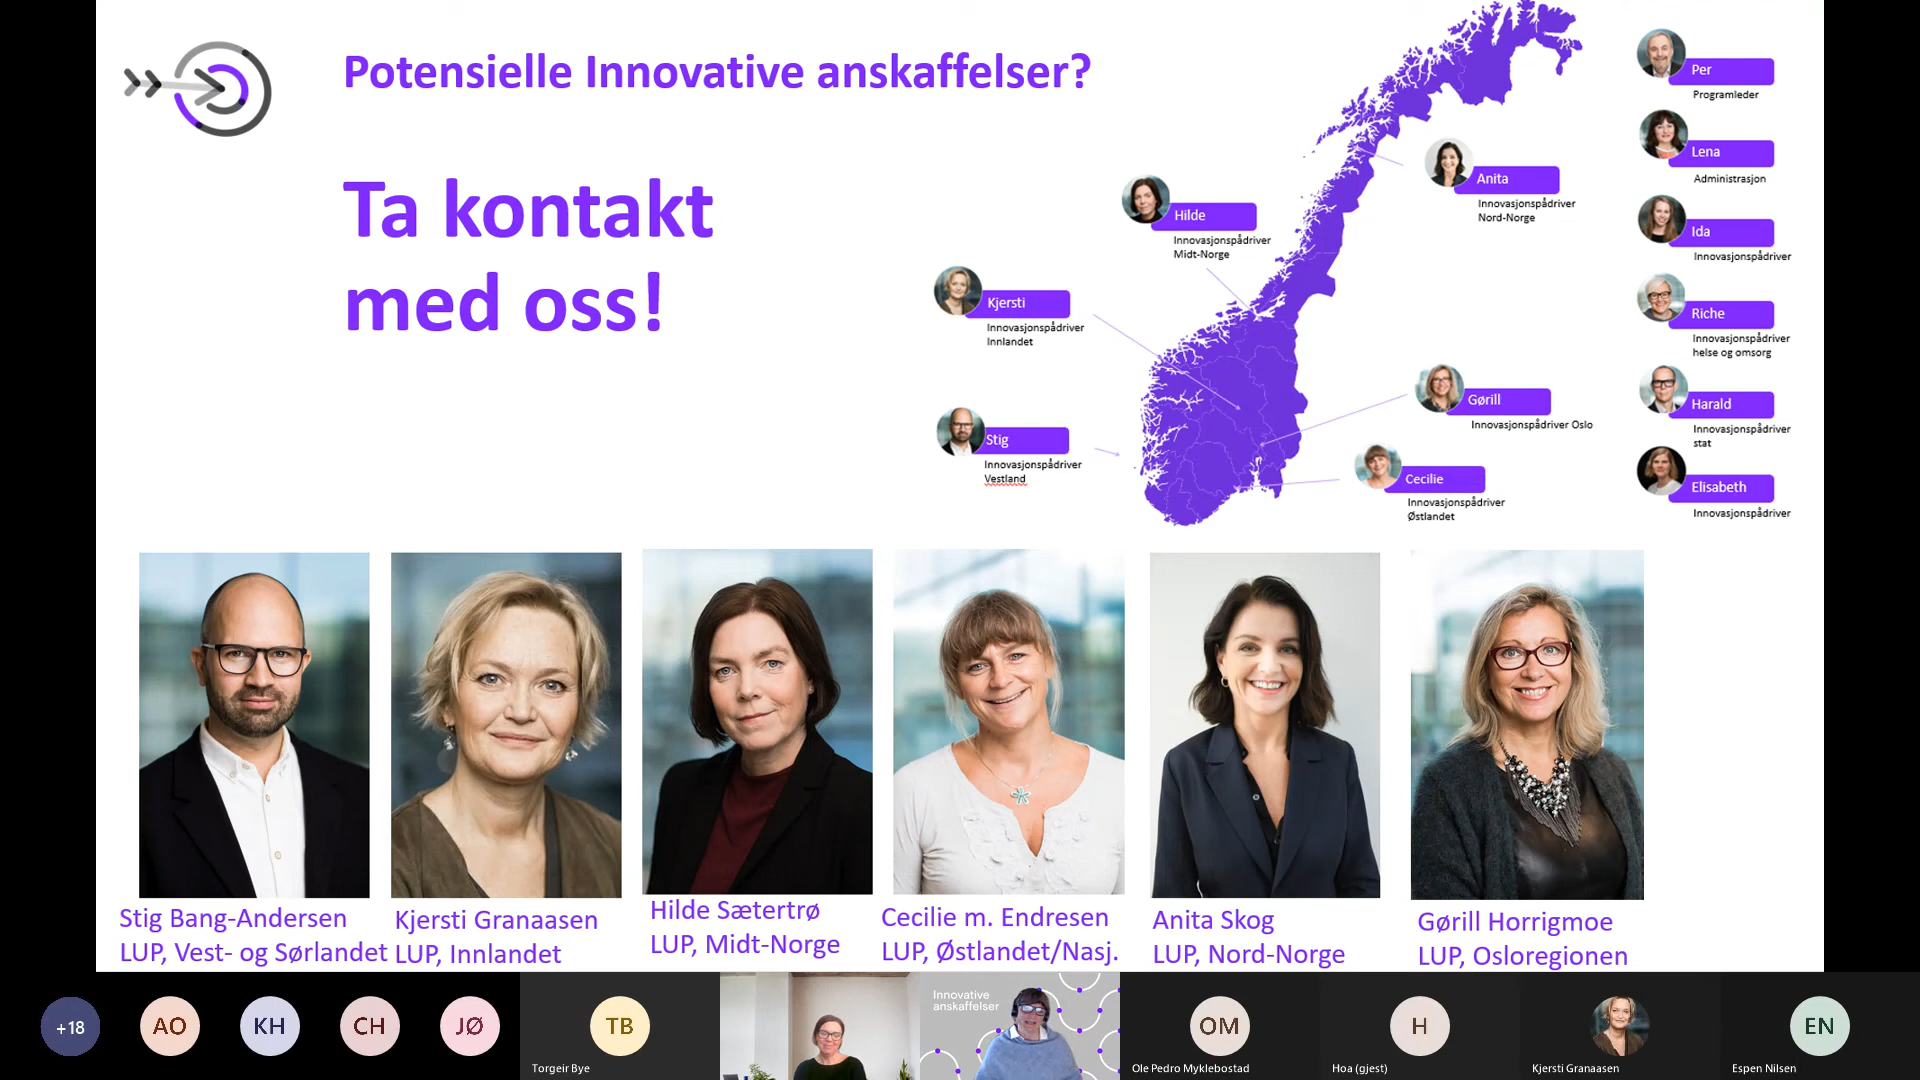 Potensielle Innovative anskaffelser?
Ta kontakt
med oss!
Per
Programleder
Lena
Administrasjon
Anita
Innovasjonspådriver
Nord-Norge
Hilde
Innovasjonspådriver
Midt-Norge
Ida
Innovasjonspådriver
Kjersti
Innovasjonspådriver
Innlandet
Riche
Innovasjonspådriver
helse og omsorg
Gørill
Innovasjonspådriver Oslo
Harald
Innovasjonspådriver
stat
Stig
Innovasjonspådriver
Vestland
Cecilie
Innovasjonspådriver
Østlandet
Elisabeth
Innovasjonspådriver
Stig Bang-Andersen
LUP, Vest- og Sørlandet
Kjersti Granaasen
LUP, Innlandet
Hilde Sætertrø
LUP, Midt-Norge
Cecilie m. Endresen
LUP, Østlandet/Nasj.
Anita Skog
LUP, Nord-Norge
Gørill Horrigmoe
LUP, Osloregionen
+18
AO
KH
CH
JØ
TB
Torgeir Bye
Innovative
anskaffelser
OM
Ole Pedro Myklebostad
H
Hoa (gjest)
Kjersti Granaasen
EN
Espen Nilsen